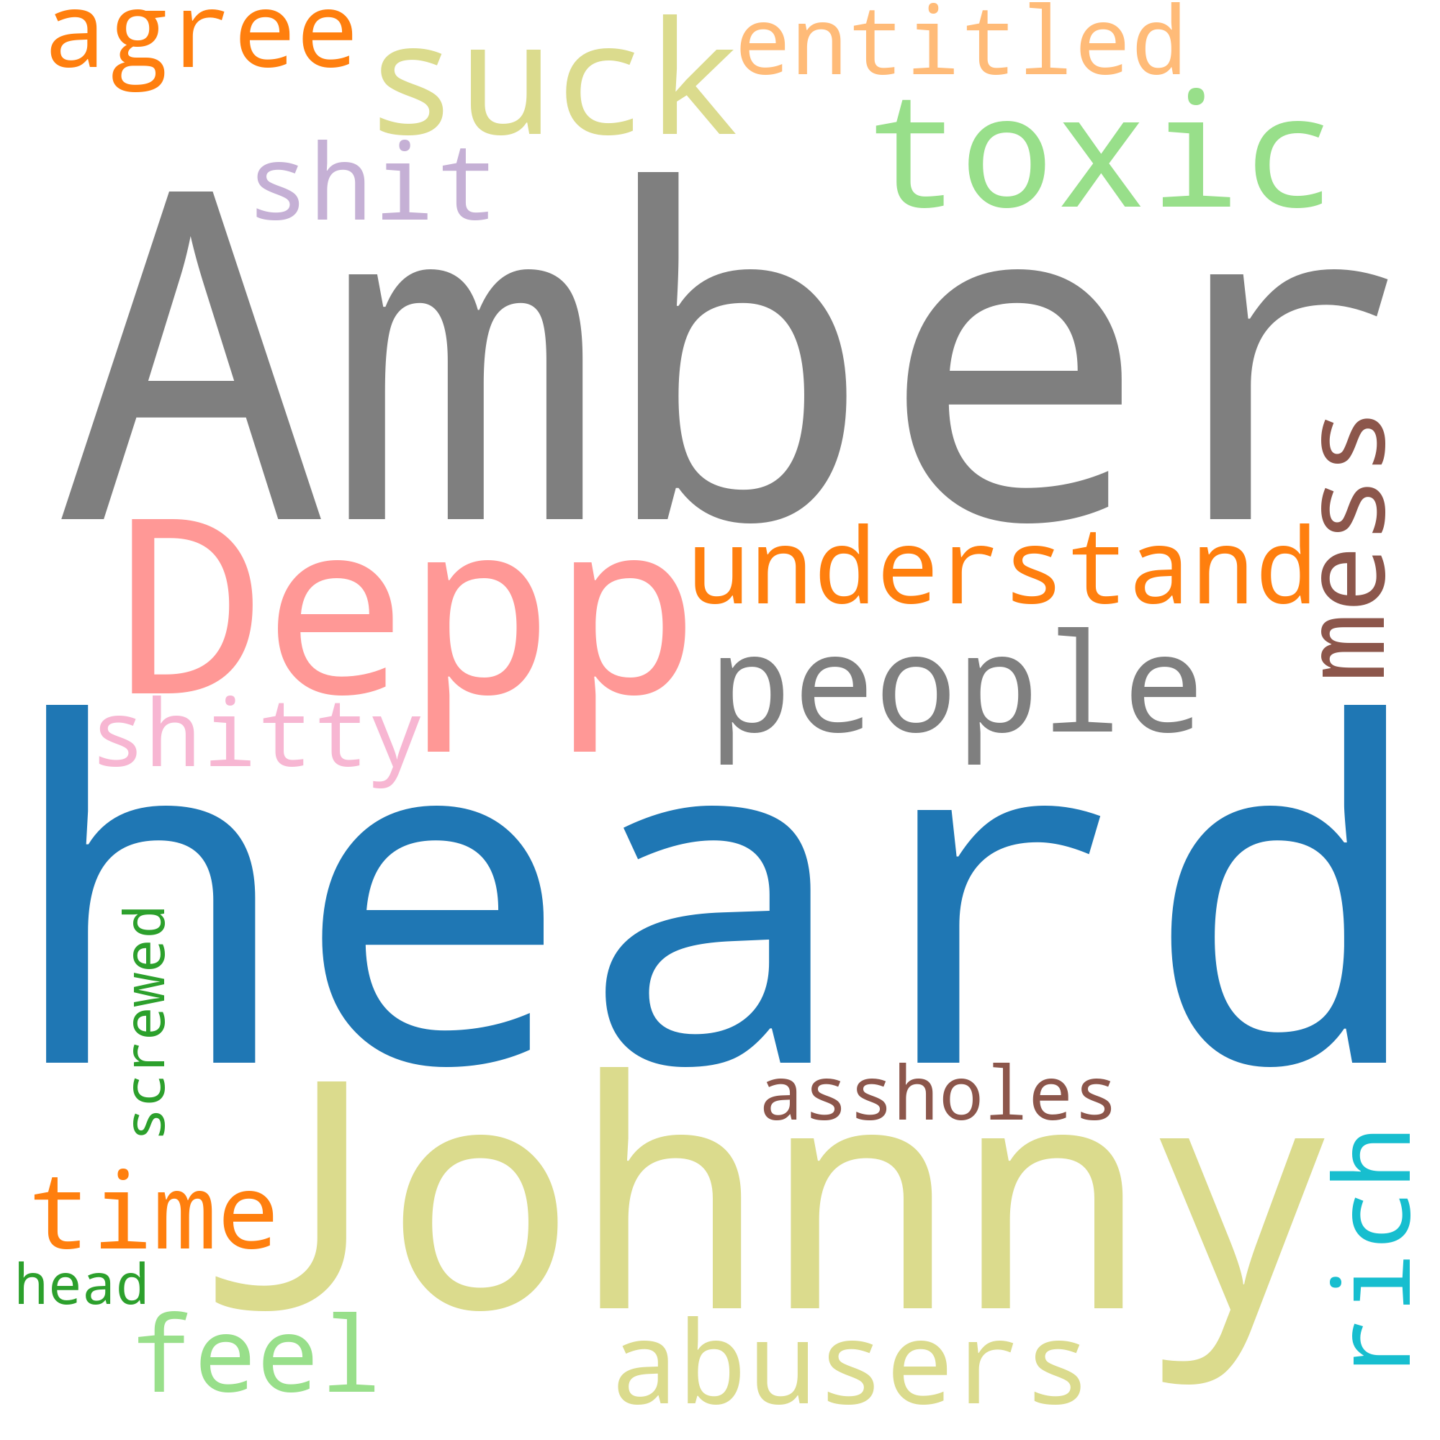 agree
suck
entitled
shit
toxic
Amber
mess
Depp
understand
people
shitty
heard
screwed
assholes
Johnny
time
rich
head
feel
abusers